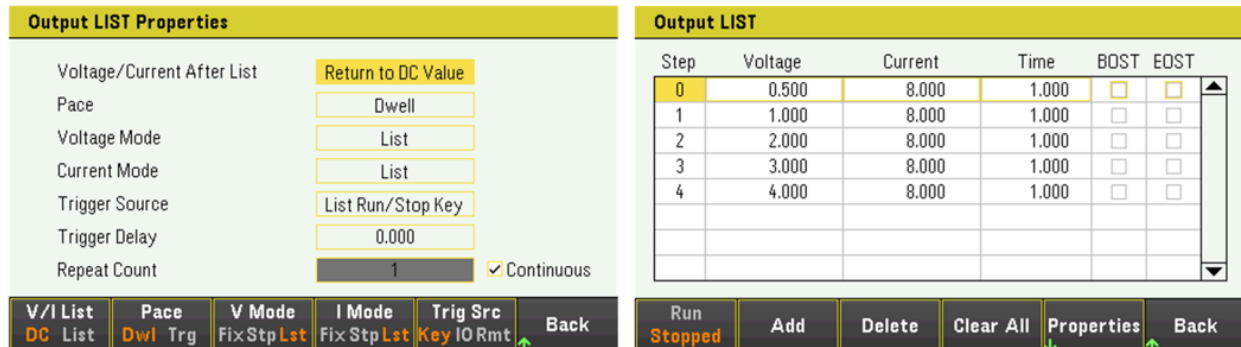 Output LIST Properties
Voltage/Current After List Return to DC Value
Pace Dwell
Voltage Mode List
Current Mode List
Trigger Source List Run/Stop Key
Trigger Delay 0.000
Repeat Count 1 Continuous
V/I List Pace V Mode I Mode Trig Src Back
DC List Dwl Trg Fix Stp Lst Fix Stp Lst Key IO Rmt
Output LIST
Step Voltage Current Time BOST EOST
0 0.500 8.000 1.000
1 1.000 8.000 1.000
2 2.000 8.000 1.000
3 3.000 8.000 1.000
4 4.000 8.000 1.000
Run Add Delete Clear All Properties Back
Stopped